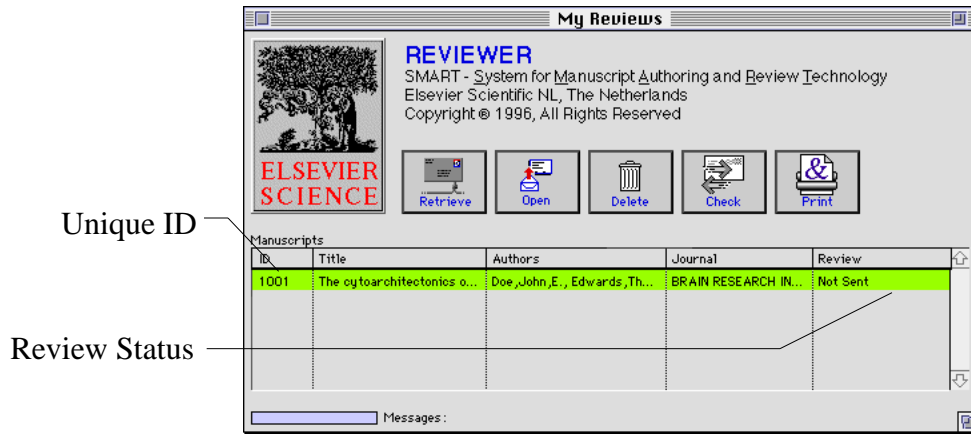 My Reviews
REVIEWER
SMART - System for Manuscript Authoring and Review Technology
Elsevier Scientific NL, The Netherlands
Copyright © 1996, All Rights Reserved
ELSEVIER
SCIENCE
Retrieve Open Delete Check & Print
Unique ID
Manuscripts
ID Title Authors Journal Review
1001 The cytoarchitectonics o... Doe,John,E., Edwards,Th... BRAIN RESEARCH IN... Not Sent
Review Status
Messages: